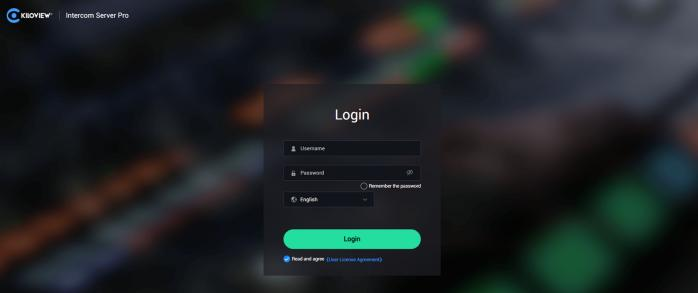 KILOVIEW Intercom Server Pro
Login
Username
Password
Remember the password
English
Login
Read and agree 《User License Agreement》